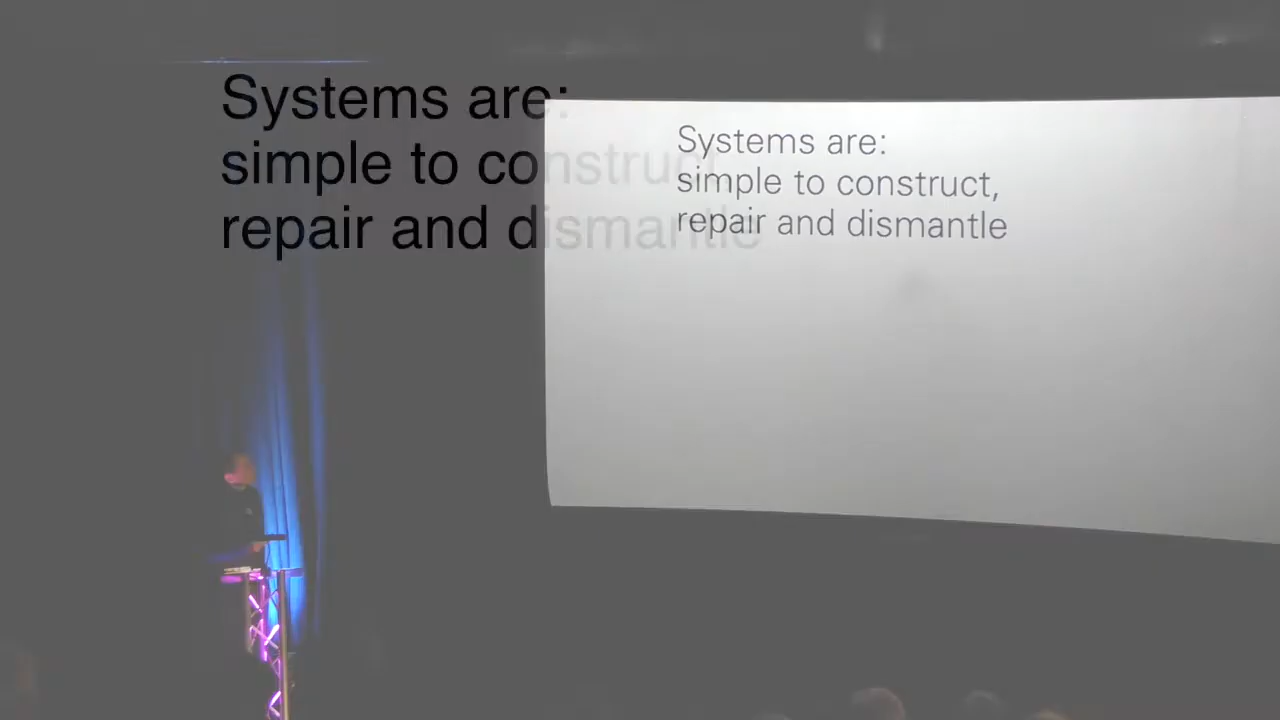 Systems are:
simple to construct,
repair and dismantle
Systems are:
simple to construct,
repair and dismantle